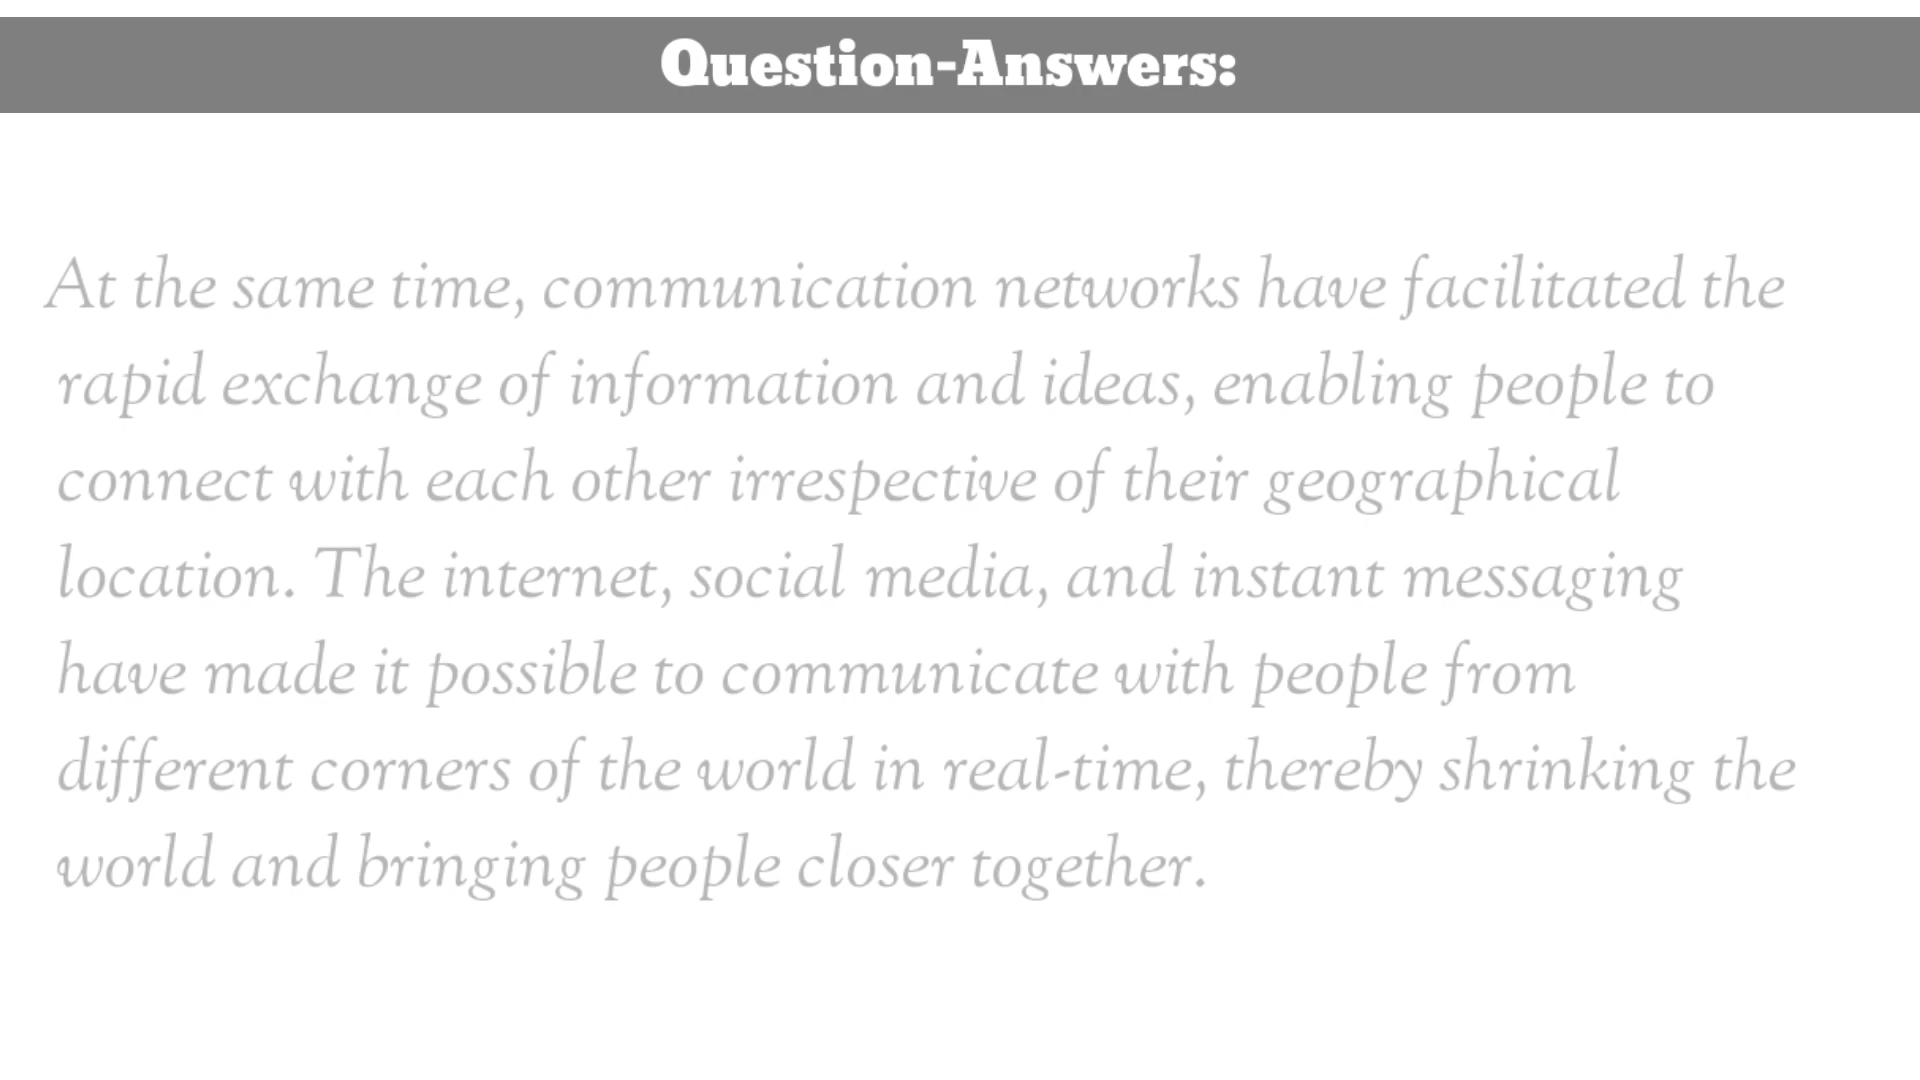 Question-Answers:
At the same time, communication networks have facilitated the
rapid exchange of information and ideas, enabling people to
connect with each other irrespective of their geographical
location. The internet, social media, and instant messaging
have made it possible to communicate with people from
different corners of the world in real-time, thereby shrinking the
world and bringing people closer together.